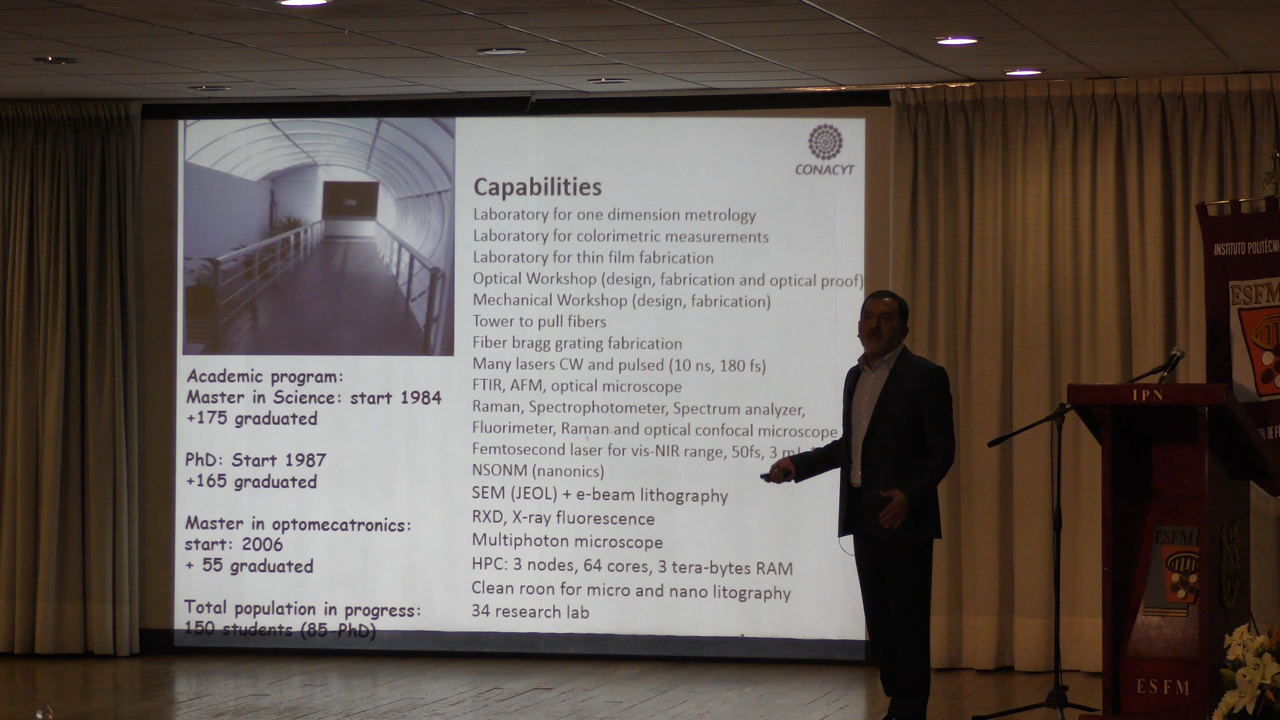 CONACYT
Capabilities
Laboratory for one dimension metrology
Laboratory for colorimetric measurements
Laboratory for thin film fabrication
Optical Workshop (design, fabrication and optical proof)
Mechanical Workshop (design, fabrication)
Tower to pull fibers
Fiber bragg grating fabrication
Many lasers CW and pulsed (10 ns, 180 fs)
FTIR, AFM, optical microscope
Raman, Spectrophotometer, Spectrum analyzer,
Fluorimeter, Raman and optical confocal microscope
Femtosecond laser for vis-NIR range, 50fs, 3
NSONM (nanonics)
SEM (JEOL) + e-beam lithography
RXD, X-ray fluorescence
Multiphoton microscope
HPC: 3 nodes, 64 cores, 3 tera-bytes RAM
Clean roon for micro and nano litography
34 research lab
Academic program:
Master in Science: start 1984
+175 graduated
PhD: Start 1987
+165 graduated
Master in optomecatronics:
start: 2006
+ 55 graduated
Total population in progress:
150 students (85-PhD)
INSTITUTO
ESFM
IPN
ESFM
ESFM